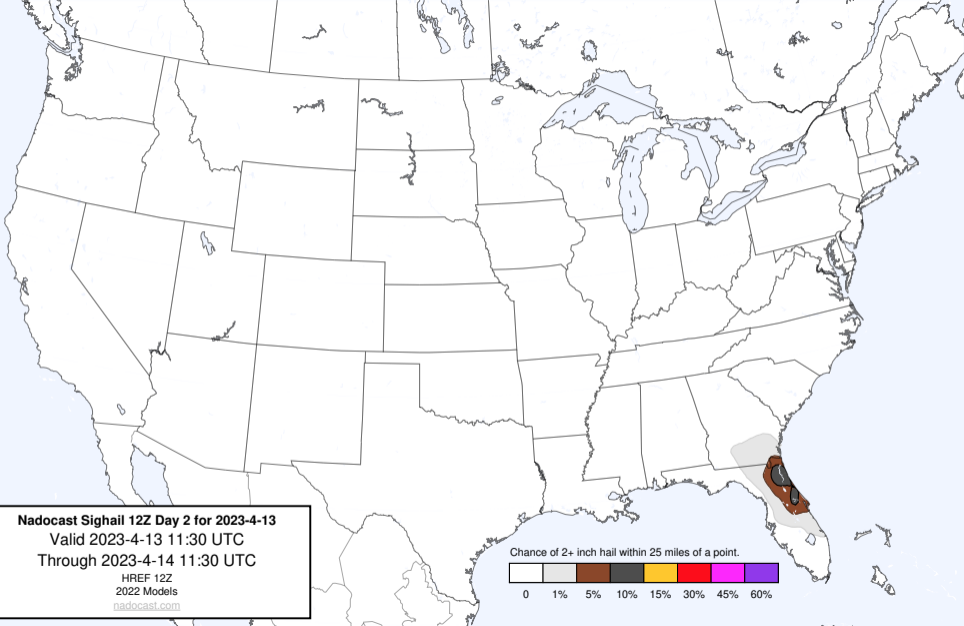 Nadocast Sighail 12Z Day 2 for 2023-4-13
Valid 2023-4-13 11:30 UTC
Through 2023-4-14 11:30 UTC
HREF 12Z
2022 Models
nadocast.com
Chance of 2+ inch hail within 25 miles of a point.
0 1% 5% 10% 15% 30% 45% 60%